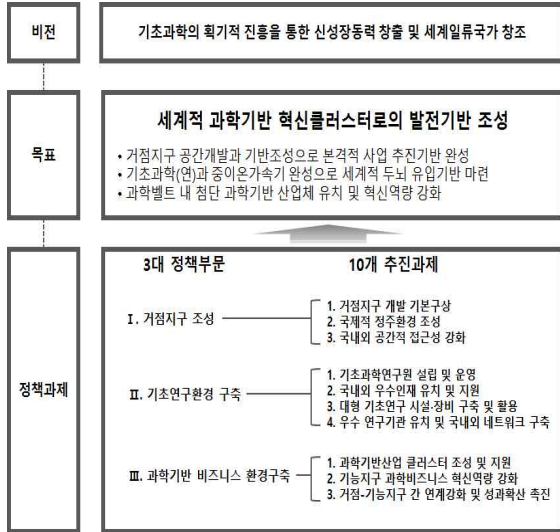 비전
기초과학의 획기적 진흥을 통한 신성장동력 창출 및 세계일류국가 창조
목표
세계적 과학기반 혁신클러스터로의 발전기반 조성
• 거점지구 공간개발과 기반조성으로 본격적 사업 추진기반 완성
• 기초과학(연)과 중이온가속기 완성으로 세계적 두뇌 유입기반 마련
• 과학벨트 내 첨단 과학기반 산업체 유치 및 혁신역량 강화
정책과제
3대 정책부문
10개 추진과제
Ⅰ. 거점지구 조성
1. 거점지구 개발 기본구상
2. 국제적 정주환경 조성
3. 국내외 공간적 접근성 강화
Ⅱ. 기초연구환경 구축
1. 기초과학연구원 설립 및 운영
2. 국내외 우수인재 유치 및 지원
3. 대형 기초연구 시설·장비 구축 및 활용
4. 우수 연구기관 유치 및 국내외 네트워크 구축
Ⅲ. 과학기반 비즈니스 환경구축
1. 과학기반산업 클러스터 조성 및 지원
2. 기능지구 과학비즈니스 혁신역량 강화
3. 거점-기능지구 간 연계강화 및 성과확산 촉진